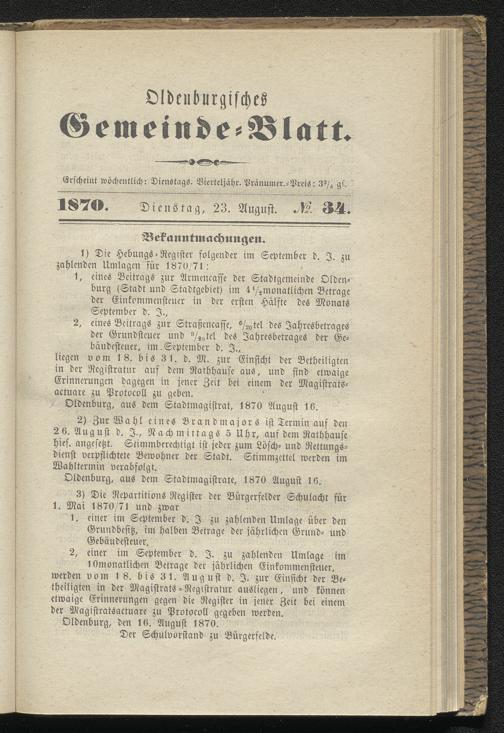 Oldenburgisches
Gemeinde-Blatt.
Erscheint wöchentlich: Dienstags. Vierteljähr. Pränumer.-Preis: 3¾ gſ.
1870. Dienstag, 23. August. № 34.
Bekanntmachungen.
1) Die Hebungs-Register folgender im September d. J. zu
zahlenden Umlagen für 1870/71:
1, eines Beitrags zur Armencasse der Stadtgemeinde Olden-
burg (Stadt und Stadtgebiet) im 4½monatlichen Betrage
der Einkommensteuer in der ersten Hälfte des Monats
September d. J.,
2, eines Beitrags zur Straßencasse, 6/20tel des Jahresbetrages
der Grundsteuer und 9/20tel des Jahresbetrages der Ge-
bäudesteuer, im September d. J.,
liegen vom 18. bis 31. d. M. zur Einsicht der Betheiligten
in der Registratur auf dem Rathhause aus, und sind etwaige
Erinnerungen dagegen in jener Zeit bei einem der Magistrats-
actuare zu Protocoll zu geben.
Oldenburg, aus dem Stadtmagistrat, 1870 August 16.
2) Zur Wahl eines Brandmajors ist Termin auf den
26. August d. J., Nachmittags 5 Uhr, auf dem Rathhause
hies. angesetzt. Stimmberechtigt ist jeder zum Lösch- und Rettungs-
dienst verpflichtete Bewohner der Stadt. Stimmzettel werden im
Wahltermin verabfolgt.
Oldenburg, aus dem Stadtmagistrate, 1870 August 16.
3) Die Repartitions Register der Bürgerfelder Schulacht für
1. Mai 1870/71 und zwar
1, einer im September d. J zu zahlenden Umlage über den
Grundbesitz, im halben Betrage der jährlichen Grund- und
Gebäudesteuer,
2, einer im September d. J. zu zahlenden Umlage im
10monatlichen Betrage der jährlichen Einkommensteuer,
werden vom 18. bis 31. August d. J. zur Einsicht der Be-
theiligten in der Magistrats-Registratur ausliegen, und können
etwaige Erinnerungen gegen die Register in jener Zeit bei einem
der Magistratsactuare zu Protocoll gegeben werden.
Oldenburg, den 16. August 1870.
Der Schulvorstand zu Bürgerfelde.